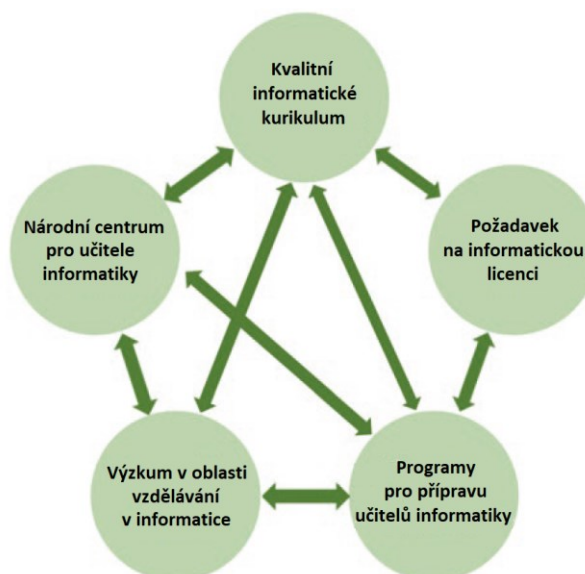 Kvalitní
informatické
kurikulum
Národní centrum
pro učitele
informatiky
Požadavek
na informatickou
licenci
Výzkum v oblasti
vzdělávání
v informatice
Programy
pro přípravu
učitelů informatiky